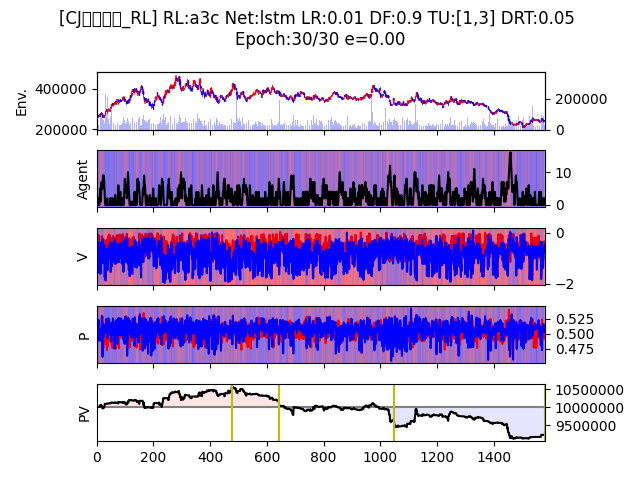 [CJ□□□□_RL] RL:a3c Net:lstm LR:0.01 DF:0.9 TU:[1,3] DRT:0.05
Epoch:30/30 e=0.00
Env.
400000
200000
200000
0
Agent
10
0
V
0
−2
P
0.525
0.500
0.475
PV
10500000
10000000
9500000
0 200 400 600 800 1000 1200 1400